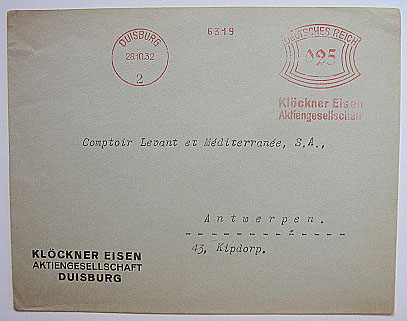 DUISBURG
28.10.32
2
6319
DEUTSCHES REICH
025
Klöckner Eisen
Aktiengesellschaft
Comptoir Levant et Méditerranée, S.A.,
Antwerpen.
43, Kipdorp.
KLÖCKNER EISEN
AKTIENGESELLSCHAFT
DUISBURG